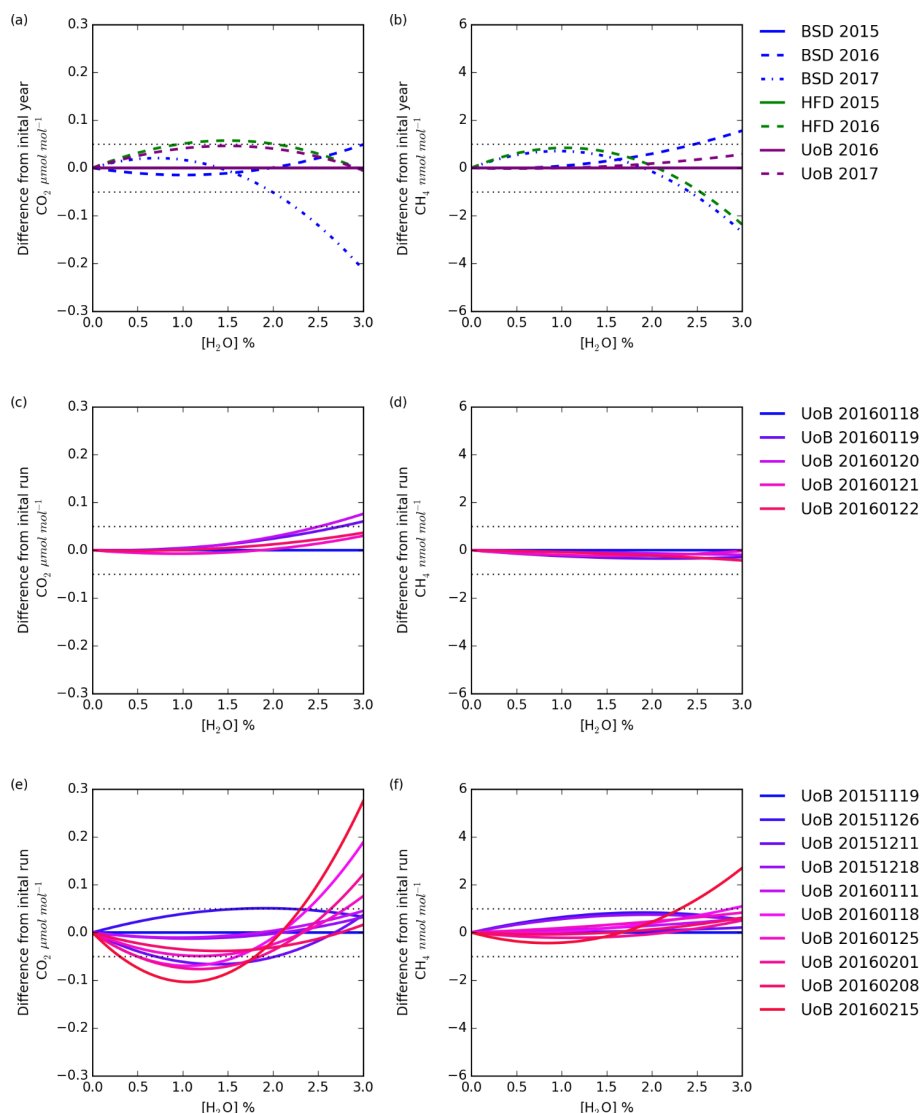 (a)
Difference from inital year
CO₂ μmol mol⁻¹
0.3
0.2
0.1
0.0
−0.1
−0.2
−0.3
0.0 0.5 1.0 1.5 2.0 2.5 3.0
[H₂O] %
(b)
Difference from inital year
CH₄ nmol mol⁻¹
6
4
2
0
−2
−4
−6
0.0 0.5 1.0 1.5 2.0 2.5 3.0
[H₂O] %
BSD 2015
BSD 2016
BSD 2017
HFD 2015
HFD 2016
UoB 2016
UoB 2017
(c)
Difference from inital run
CO₂ μmol mol⁻¹
0.3
0.2
0.1
0.0
−0.1
−0.2
−0.3
0.0 0.5 1.0 1.5 2.0 2.5 3.0
[H₂O] %
(d)
Difference from inital run
CH₄ nmol mol⁻¹
6
4
2
0
−2
−4
−6
0.0 0.5 1.0 1.5 2.0 2.5 3.0
[H₂O] %
UoB 20160118
UoB 20160119
UoB 20160120
UoB 20160121
UoB 20160122
(e)
Difference from inital run
CO₂ μmol mol⁻¹
0.3
0.2
0.1
0.0
−0.1
−0.2
−0.3
0.0 0.5 1.0 1.5 2.0 2.5 3.0
[H₂O] %
(f)
Difference from inital run
CH₄ nmol mol⁻¹
6
4
2
0
−2
−4
−6
0.0 0.5 1.0 1.5 2.0 2.5 3.0
[H₂O] %
UoB 20151119
UoB 20151126
UoB 20151211
UoB 20151218
UoB 20160111
UoB 20160118
UoB 20160125
UoB 20160201
UoB 20160208
UoB 20160215